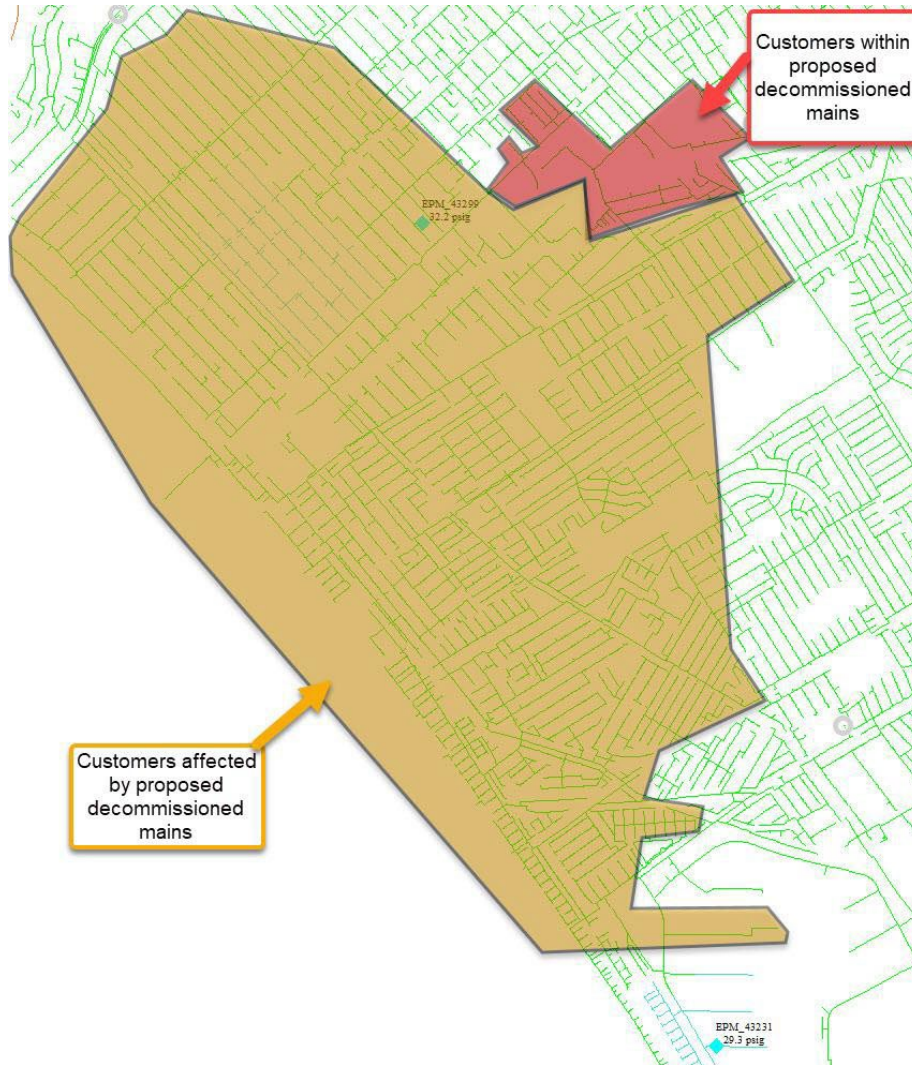 Customers within
proposed
decommissioned
mains
EPM_43299
32.2 psig
Customers affected
by proposed
decommissioned
mains
EPM_43231
29.3 psig